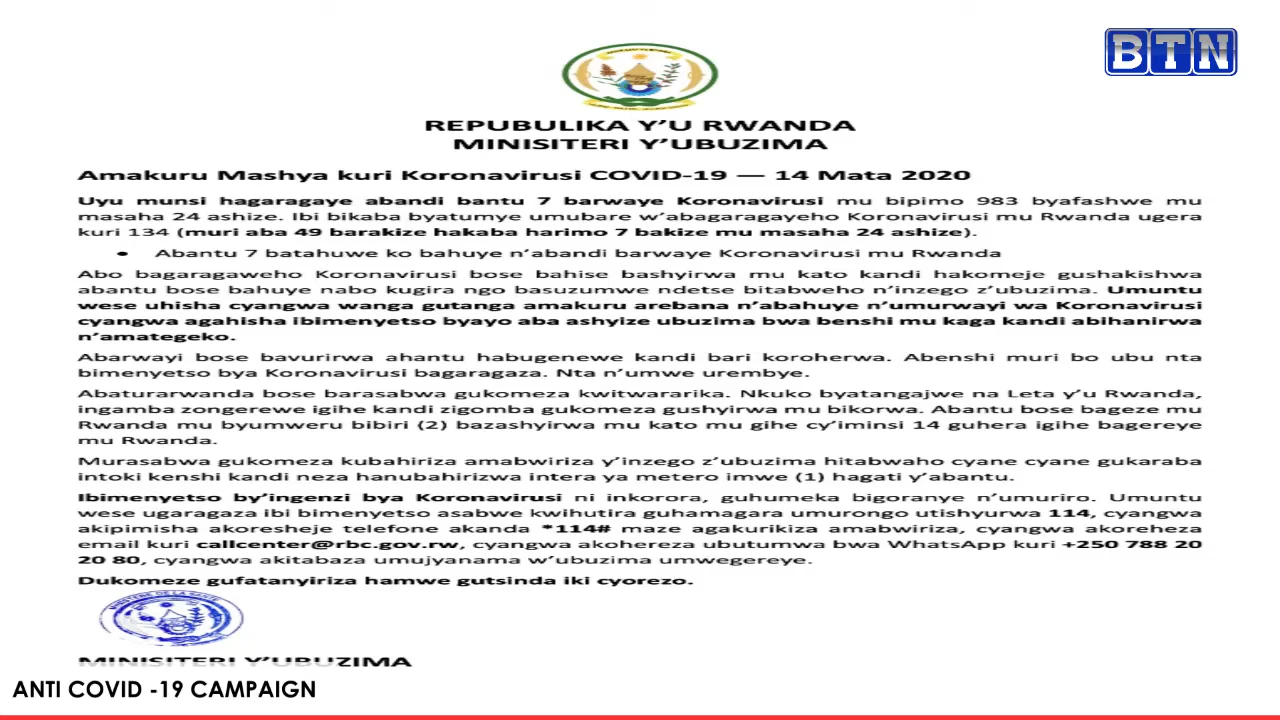 BTN
REPUBULIKA Y'U RWANDA
MINISITERI Y'UBUZIMA
Amakuru Mashya kuri Koronavirusi COVID-19 — 14 Mata 2020
Uyu munsi hagaragaye abandi bantu 7 barwaye Koronavirusi mu bipimo 983 byafashwe mu
masaha 24 ashize. Ibi bikaba byatumye umubare w'abagaragayeho Koronavirusi mu Rwanda ugera
kuri 134 (muri aba 49 barakize hakaba harimo 7 bakize mu masaha 24 ashize).
• Abantu 7 batahuwe ko bahuye n'abandi barwaye Koronavirusi mu Rwanda
Abo bagaragaweho Koronavirusi bose bahise bashyirwa mu kato kandi hakomeje gushakishwa
abantu bose bahuye nabo kugira ngo basuzumwe ndetse bitabweho n'inzego z'ubuzima. Umuntu
wese uhisha cyangwa wanga gutanga amakuru arebana n'abahuye n'umurwayi wa Koronavirusi
cyangwa agahisha ibimenyetso byayo aba ashyize ubuzima bwa benshi mu kaga kandi abihanirwa
n'amategeko.
Abarwayi bose bavurirwa ahantu habugenewe kandi bari koroherwa. Abenshi muri bo ubu nta
bimenyetso bya Koronavirusi bagaragaza. Nta n'umwe urembye.
Abaturarwanda bose barasabwa gukomeza kwitwararika. Nkuko byatangajwe na Leta y'u Rwanda,
ingamba zongerewe igihe kandi zigomba gukomeza gushyirwa mu bikorwa. Abantu bose bageze mu
Rwanda mu byumweru bibiri (2) bazashyirwa mu kato mu gihe cy'iminsi 14 guhera igihe bagereye
mu Rwanda.
Murasabwa gukomeza kubahiriza amabwiriza y'inzego z'ubuzima hitabwaho cyane cyane gukaraba
intoki kenshi kandi neza hanubahirizwa intera ya metero imwe (1) hagati y'abantu.
Ibimenyetso by'ingenzi bya Koronavirusi ni inkorora, guhumeka bigoranye n'umuriro. Umuntu
wese ugaragaza ibi bimenyetso asabwe kwihutira guhamagara umurongo utishyurwa 114, cyangwa
akipimisha akoresheje telefone akanda *114# maze agakurikiza amabwiriza, cyangwa akoreheza
email kuri callcenter@rbc.gov.rw, cyangwa akohereza ubutumwa bwa WhatsApp kuri +250 788 20
20 80, cyangwa akitabaza umujyanama w'ubuzima umwegereye.
Dukomeze gufatanyiriza hamwe gutsinda iki cyorezo.
MINISTERE DE LA SANTE
MINISITERI Y'UBUZIMA
ANTI COVID -19 CAMPAIGN